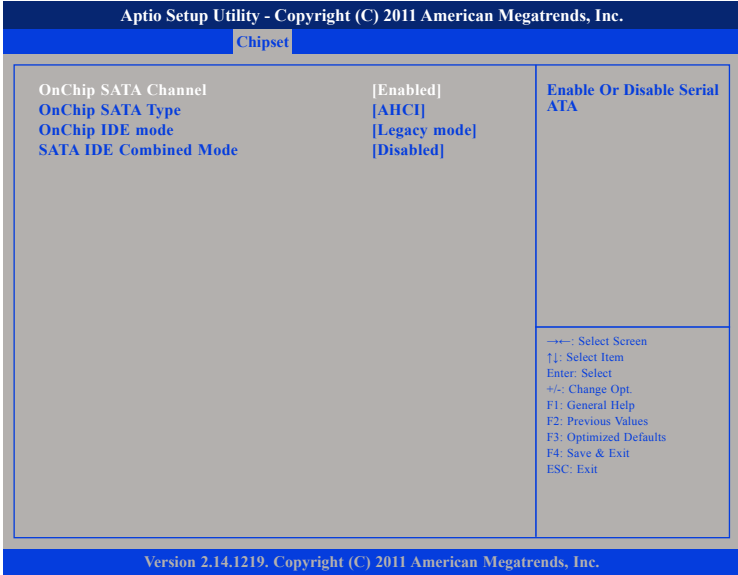 Aptio Setup Utility - Copyright (C) 2011 American Megatrends, Inc.
Chipset
OnChip SATA Channel [Enabled]
OnChip SATA Type [AHCI]
OnChip IDE mode [Legacy mode]
SATA IDE Combined Mode [Disabled]
Enable Or Disable Serial
ATA
→←: Select Screen
↑↓: Select Item
Enter: Select
+/-: Change Opt.
F1: General Help
F2: Previous Values
F3: Optimized Defaults
F4: Save & Exit
ESC: Exit
Version 2.14.1219. Copyright (C) 2011 American Megatrends, Inc.